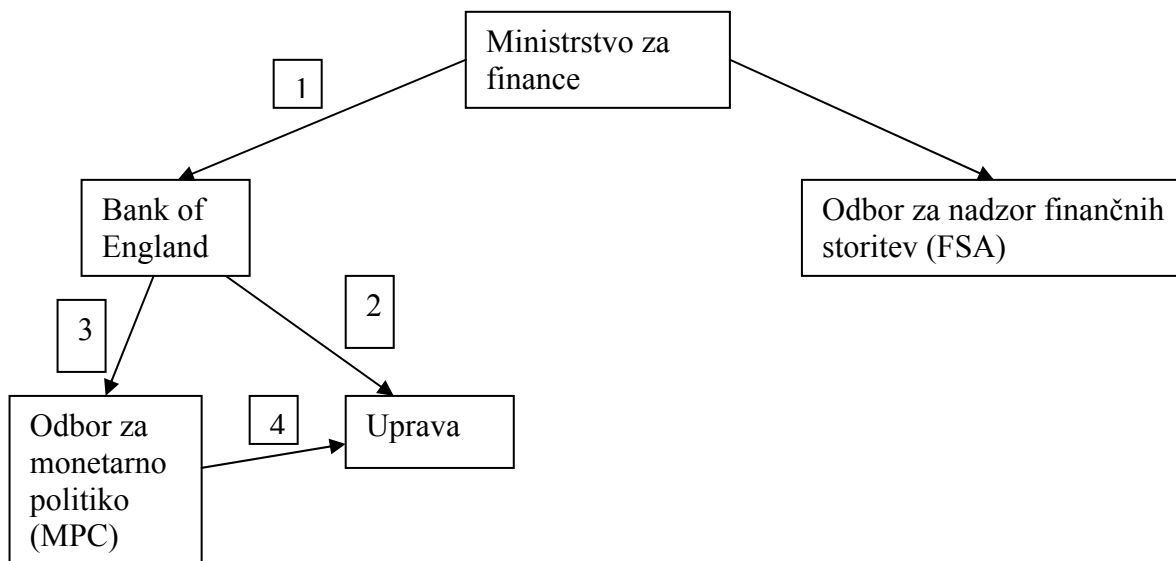 Ministrstvo za
finance
1
Bank of
England
Odbor za nadzor finančnih
storitev (FSA)
3
2
Odbor za
monetarno
politiko
(MPC)
4
Uprava